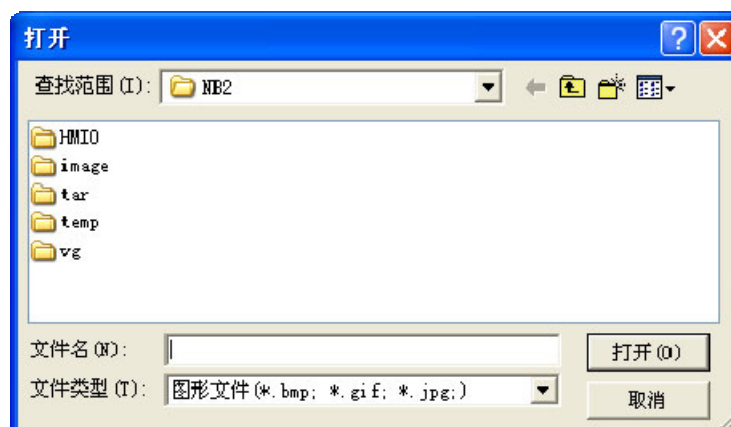 打开
查找范围(I): NB2
HMI0
image
tar
temp
vg
文件名(N): 打开(O)
文件类型(T): 图形文件(*.bmp; *.gif; *.jpg;) 取消